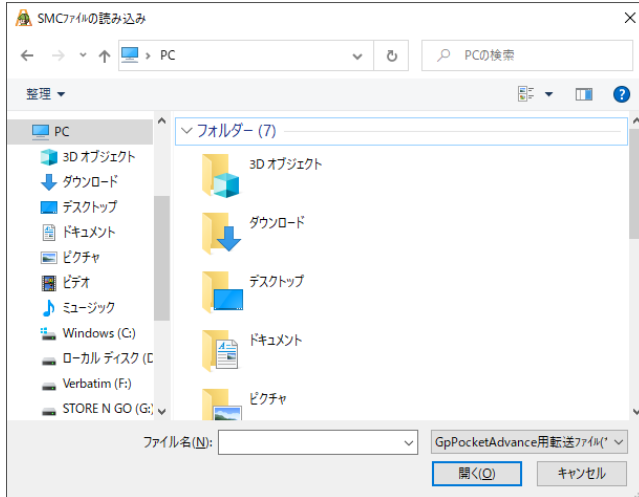 SMCﾌｧｲﾙの読み込み
PC
PCの検索
整理
PC
3D オブジェクト
ダウンロード
デスクトップ
ドキュメント
ピクチャ
ビデオ
ミュージック
Windows (C:)
ローカル ディスク (D
Verbatim (F:)
STORE N GO (G:)
フォルダー (7)
3D オブジェクト
ダウンロード
デスクトップ
ドキュメント
ピクチャ
ファイル名(N):
GpPocketAdvance用転送ﾌｧｲﾙ(*
開く(O)
キャンセル